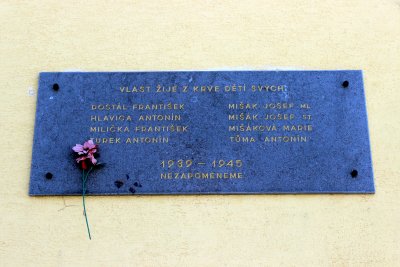 VLAST ŽIJE Z KRVE DĚTÍ SVÝCH:
DOSTÁL FRANTIŠEK
HLAVICA ANTONÍN
MILIČKA FRANTIŠEK
TUREK ANTONÍN
MIŠÁK JOSEF ML.
MIŠÁK JOSEF ST.
MIŠÁKOVÁ MARIE
TŮMA ANTONÍN
1939 – 1945
NEZAPOMENEME